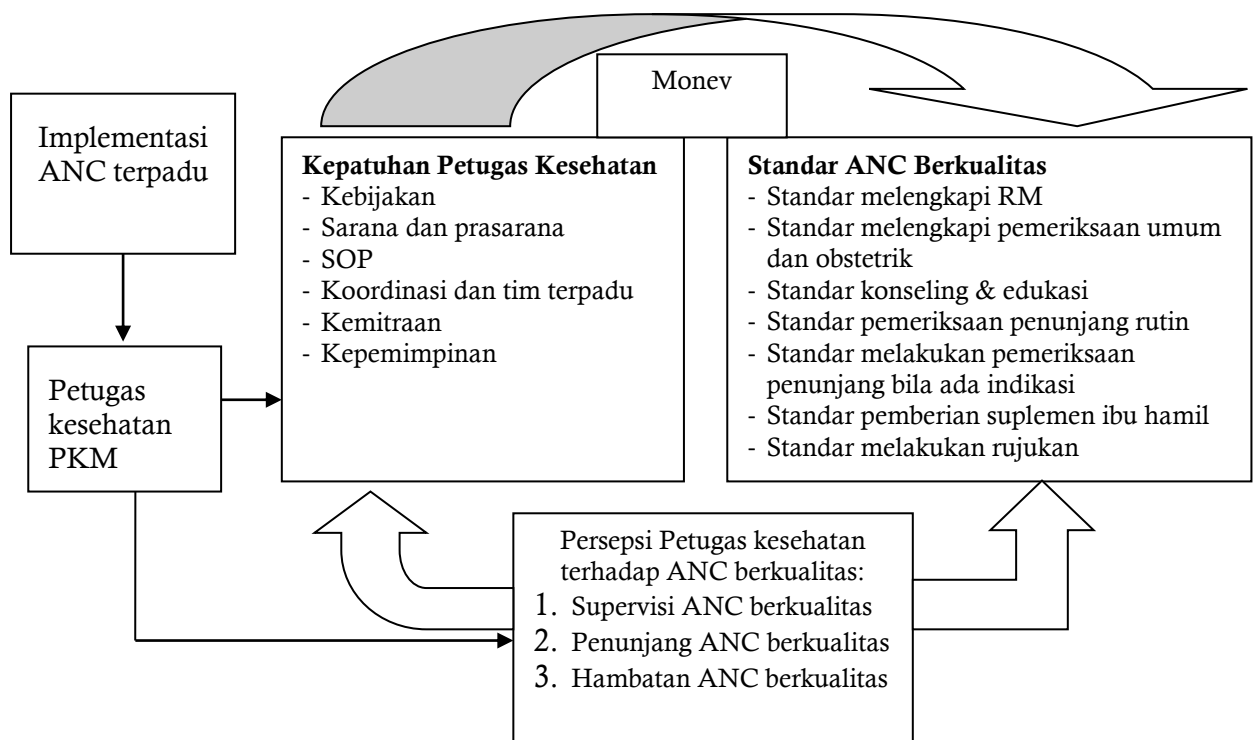 Monev
Implementasi
ANC terpadu
Petugas
kesehatan
PKM
Kepatuhan Petugas Kesehatan
- Kebijakan
- Sarana dan prasarana
- SOP
- Koordinasi dan tim terpadu
- Kemitraan
- Kepemimpinan
Standar ANC Berkualitas
- Standar melengkapi RM
- Standar melengkapi pemeriksaan umum
dan obstetrik
- Standar konseling & edukasi
- Standar pemeriksaan penunjang rutin
- Standar melakukan pemeriksaan
penunjang bila ada indikasi
- Standar pemberian suplemen ibu hamil
- Standar melakukan rujukan
Persepsi Petugas kesehatan
terhadap ANC berkualitas:
1. Supervisi ANC berkualitas
2. Penunjang ANC berkualitas
3. Hambatan ANC berkualitas